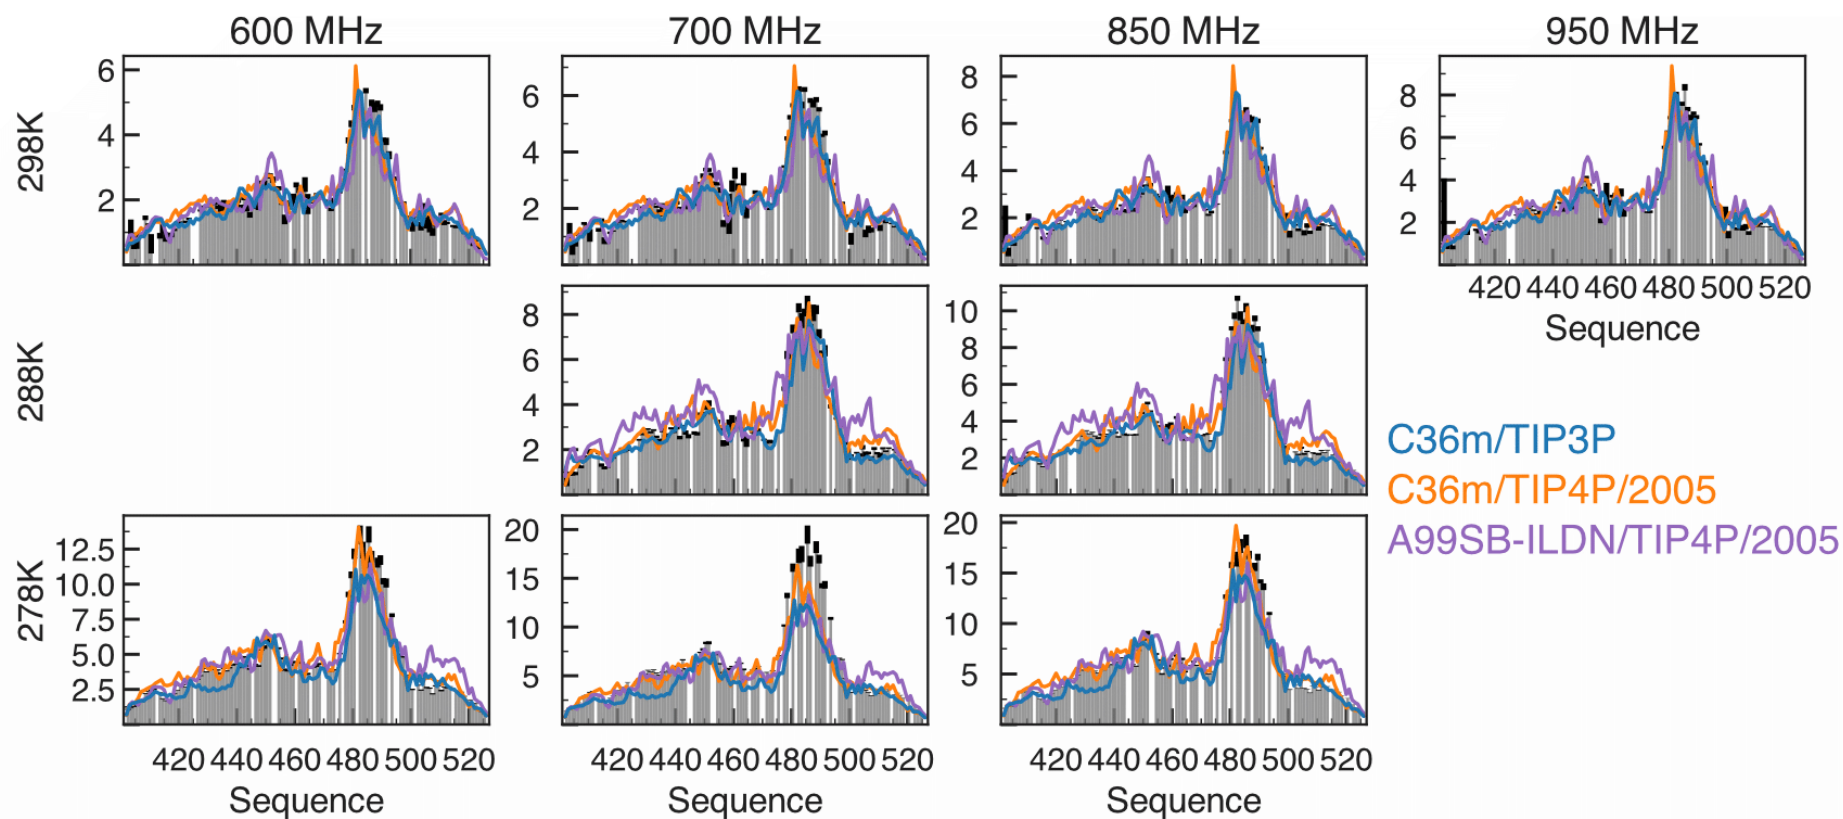 600 MHz 700 MHz 850 MHz 950 MHz
298K
6
4
2
6
4
2
8
6
4
2
8
6
4
2
420 440 460 480 500 520
Sequence
288K
8
6
4
2
10
8
6
4
2
C36m/TIP3P
C36m/TIP4P/2005
A99SB-ILDN/TIP4P/2005
278K
12.5
10.0
7.5
5.0
2.5
20
15
10
5
20
15
10
5
420 440 460 480 500 520
Sequence
420 440 460 480 500 520
Sequence
420 440 460 480 500 520
Sequence